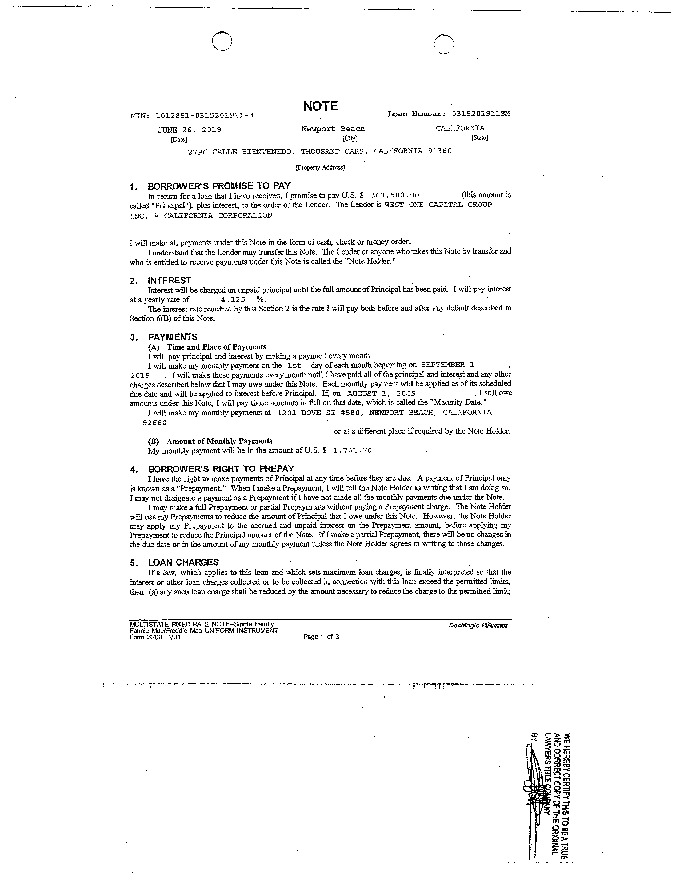 NOTE
MIN: Loan Number:
JUNE 26, 2019 Newport Beach CALIFORNIA
[Date] [City] [State]
CALLE BIENVENIDO, THOUSAND OAKS, CALIFORNIA 91360
[Property Address]
1. BORROWER'S PROMISE TO PAY
In return for a loan that I have received, I promise to pay U.S. $ (this amount is
called "Principal"), plus interest, to the order of the Lender. The Lender is WEST ONE CAPITAL GROUP
INC, A CALIFORNIA CORPORATION
I will make all payments under this Note in the form of cash, check or money order.
I understand that the Lender may transfer this Note. The Lender or anyone who takes this Note by transfer and
who is entitled to receive payments under this Note is called the "Note Holder."
2. INTEREST
Interest will be charged on unpaid principal until the full amount of Principal has been paid. I will pay interest
at a yearly rate of 4.125 %.
The interest rate required by this Section 2 is the rate I will pay both before and after any default described in
Section 6(B) of this Note.
3. PAYMENTS
(A) Time and Place of Payments
I will pay principal and interest by making a payment every month.
I will make my monthly payment on the 1st day of each month beginning on SEPTEMBER 1 ,
2019 . I will make these payments every month until I have paid all of the principal and interest and any other
charges described below that I may owe under this Note. Each monthly payment will be applied as of its scheduled
due date and will be applied to interest before Principal. If, on AUGUST 1, , I still owe
amounts under this Note, I will pay those amounts in full on that date, which is called the "Maturity Date."
I will make my monthly payments at 1201 DOVE ST #580, NEWPORT BEACH, CALIFORNIA
92660
or at a different place if required by the Note Holder.
(B) Amount of Monthly Payments
My monthly payment will be in the amount of U.S. $
4. BORROWER'S RIGHT TO PREPAY
I have the right to make payments of Principal at any time before they are due. A payment of Principal only
is known as a "Prepayment." When I make a Prepayment, I will tell the Note Holder in writing that I am doing so.
I may not designate a payment as a Prepayment if I have not made all the monthly payments due under the Note.
I may make a full Prepayment or partial Prepayments without paying a Prepayment charge. The Note Holder
will use my Prepayments to reduce the amount of Principal that I owe under this Note. However, the Note Holder
may apply my Prepayment to the accrued and unpaid interest on the Prepayment amount, before applying my
Prepayment to reduce the Principal amount of the Note. If I make a partial Prepayment, there will be no changes in
the due date or in the amount of my monthly payment unless the Note Holder agrees in writing to those changes.
5. LOAN CHARGES
If a law, which applies to this loan and which sets maximum loan charges, is finally interpreted so that the
interest or other loan charges collected or to be collected in connection with this loan exceed the permitted limits,
then: (a) any such loan charge shall be reduced by the amount necessary to reduce the charge to the permitted limit;
MULTISTATE FIXED RATE NOTE--Single Family
Fannie Mae/Freddie Mac UNIFORM INSTRUMENT
Form 3200 1/01 Page 1 of 3
DocMagic
WE HEREBY CERTIFY THIS TO BE A TRUE
AND CORRECT COPY OF THE ORIGINAL
LAWYERS TITLE COMPANY
BY